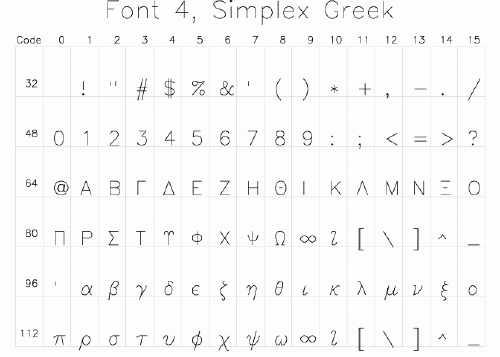 Font 4, Simplex Greek
Code 0 1 2 3 4 5 6 7 8 9 10 11 12 13 14 15
32 ! " # $ % & ' ( ) * + , − . /
48 0 1 2 3 4 5 6 7 8 9 : ; < = > ?
64 @ Α Β Γ Δ Ε Ζ Η Θ Ι Κ Λ Μ Ν Ξ Ο
80 Π Ρ Σ Τ ϒ Φ Χ Ψ Ω ∞ [ \ ] ^ _
96 ' α β γ δ ϵ ζ η θ ι κ λ μ ν ξ ο
112 π ρ σ τ υ ϕ χ ψ ω ∞ [ \ ] ^ _